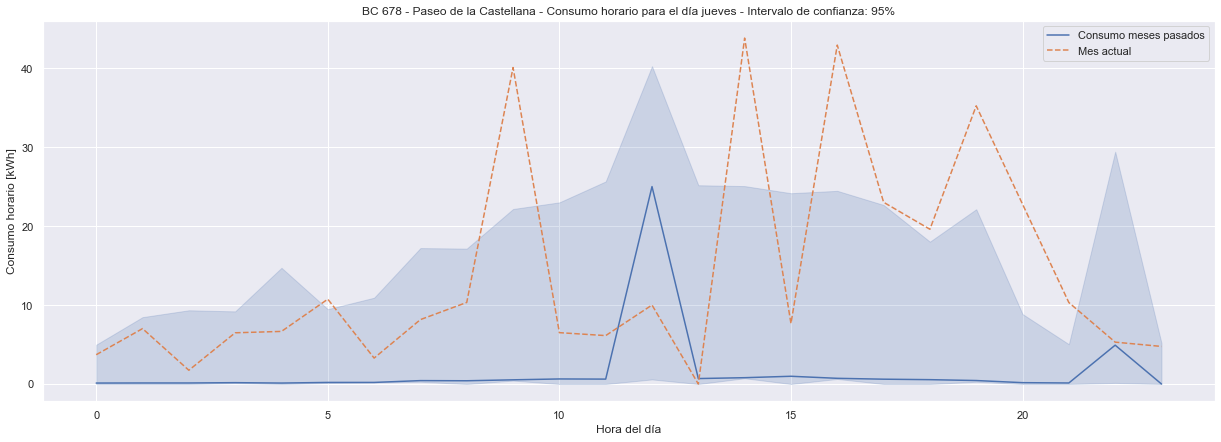 BC 678 - Paseo de la Castellana - Consumo horario para el día jueves - Intervalo de confianza: 95%
Consumo meses pasados
Mes actual
Consumo horario [kWh]
40
30
20
10
0
0 5 10 15 20
Hora del día